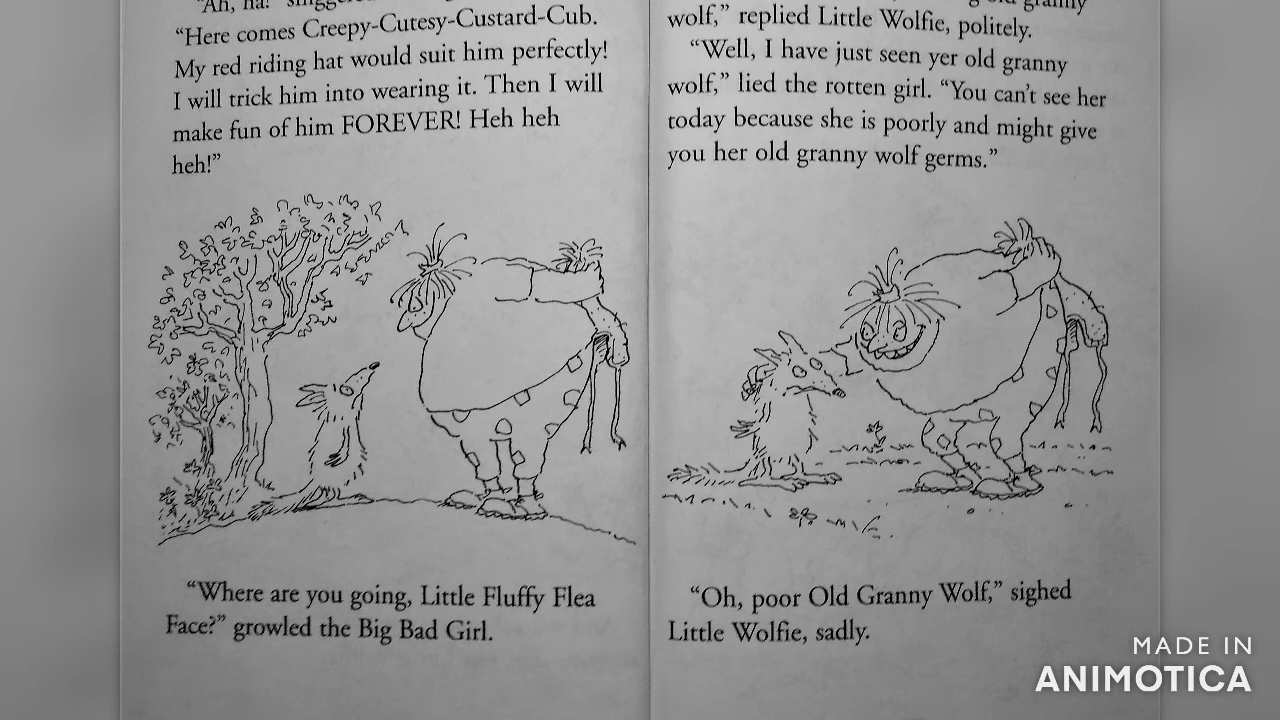 "Ah, ha!"
"Here comes Creepy-Cutesy-Custard-Cub.
My red riding hat would suit him perfectly!
I will trick him into wearing it. Then I will
make fun of him FOREVER! Heh heh
heh!"
"Where are you going, Little Fluffy Flea
Face?" growled the Big Bad Girl.
old granny
wolf," replied Little Wolfie, politely.
"Well, I have just seen yer old granny
wolf," lied the rotten girl. "You can't see her
today because she is poorly and might give
you her old granny wolf germs."
"Oh, poor Old Granny Wolf," sighed
Little Wolfie, sadly.
MADE IN
ANIMOTICA